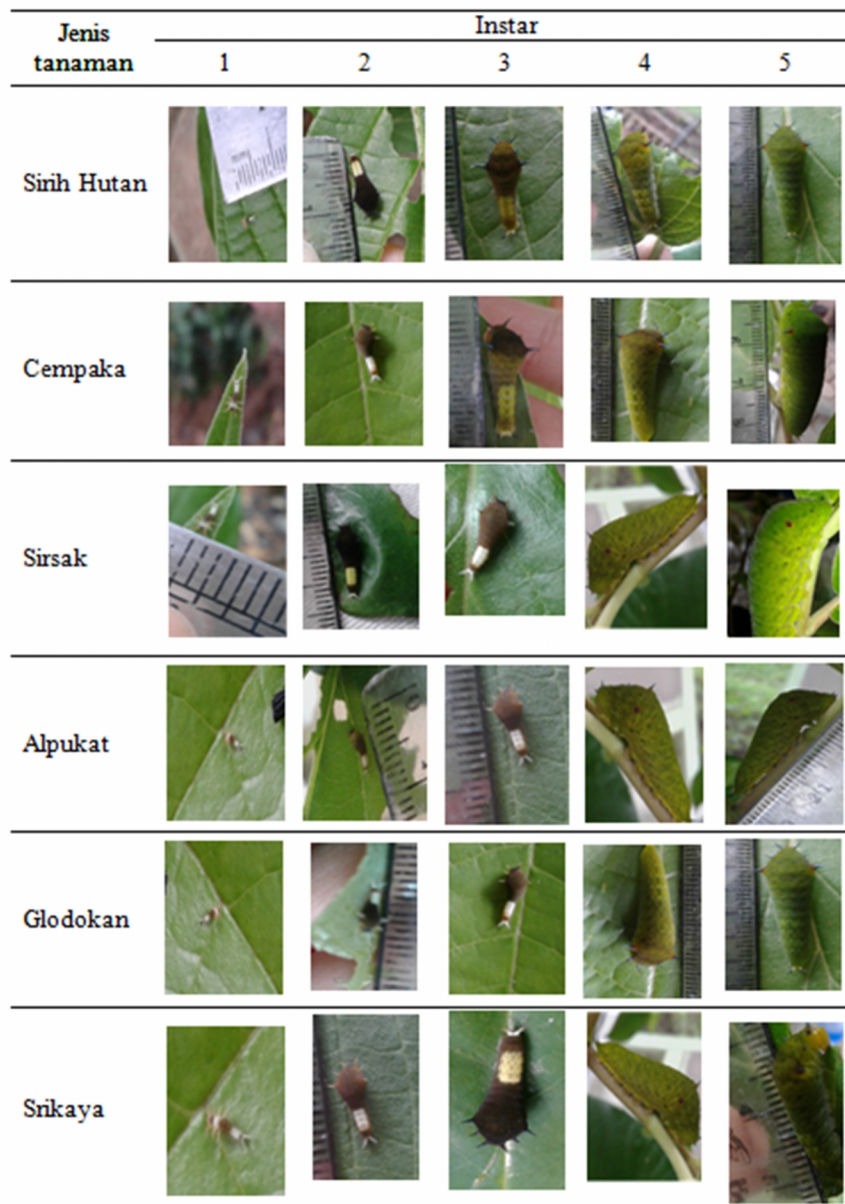 Jenis
tanaman
Instar
1 2 3 4 5
Sirih Hutan
Cempaka
Sirsak
Alpukat
Glodokan
Srikaya